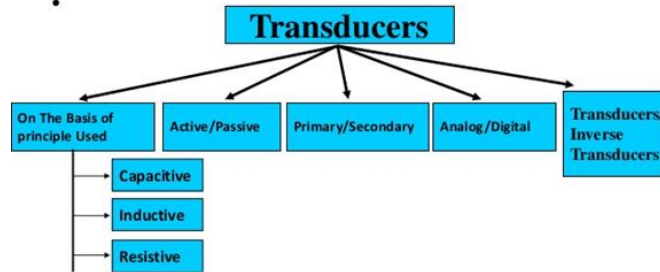 Transducers
On The Basis of
principle Used
Active/Passive
Primary/Secondary
Analog/Digital
Transducers
Inverse
Transducers
Capacitive
Inductive
Resistive